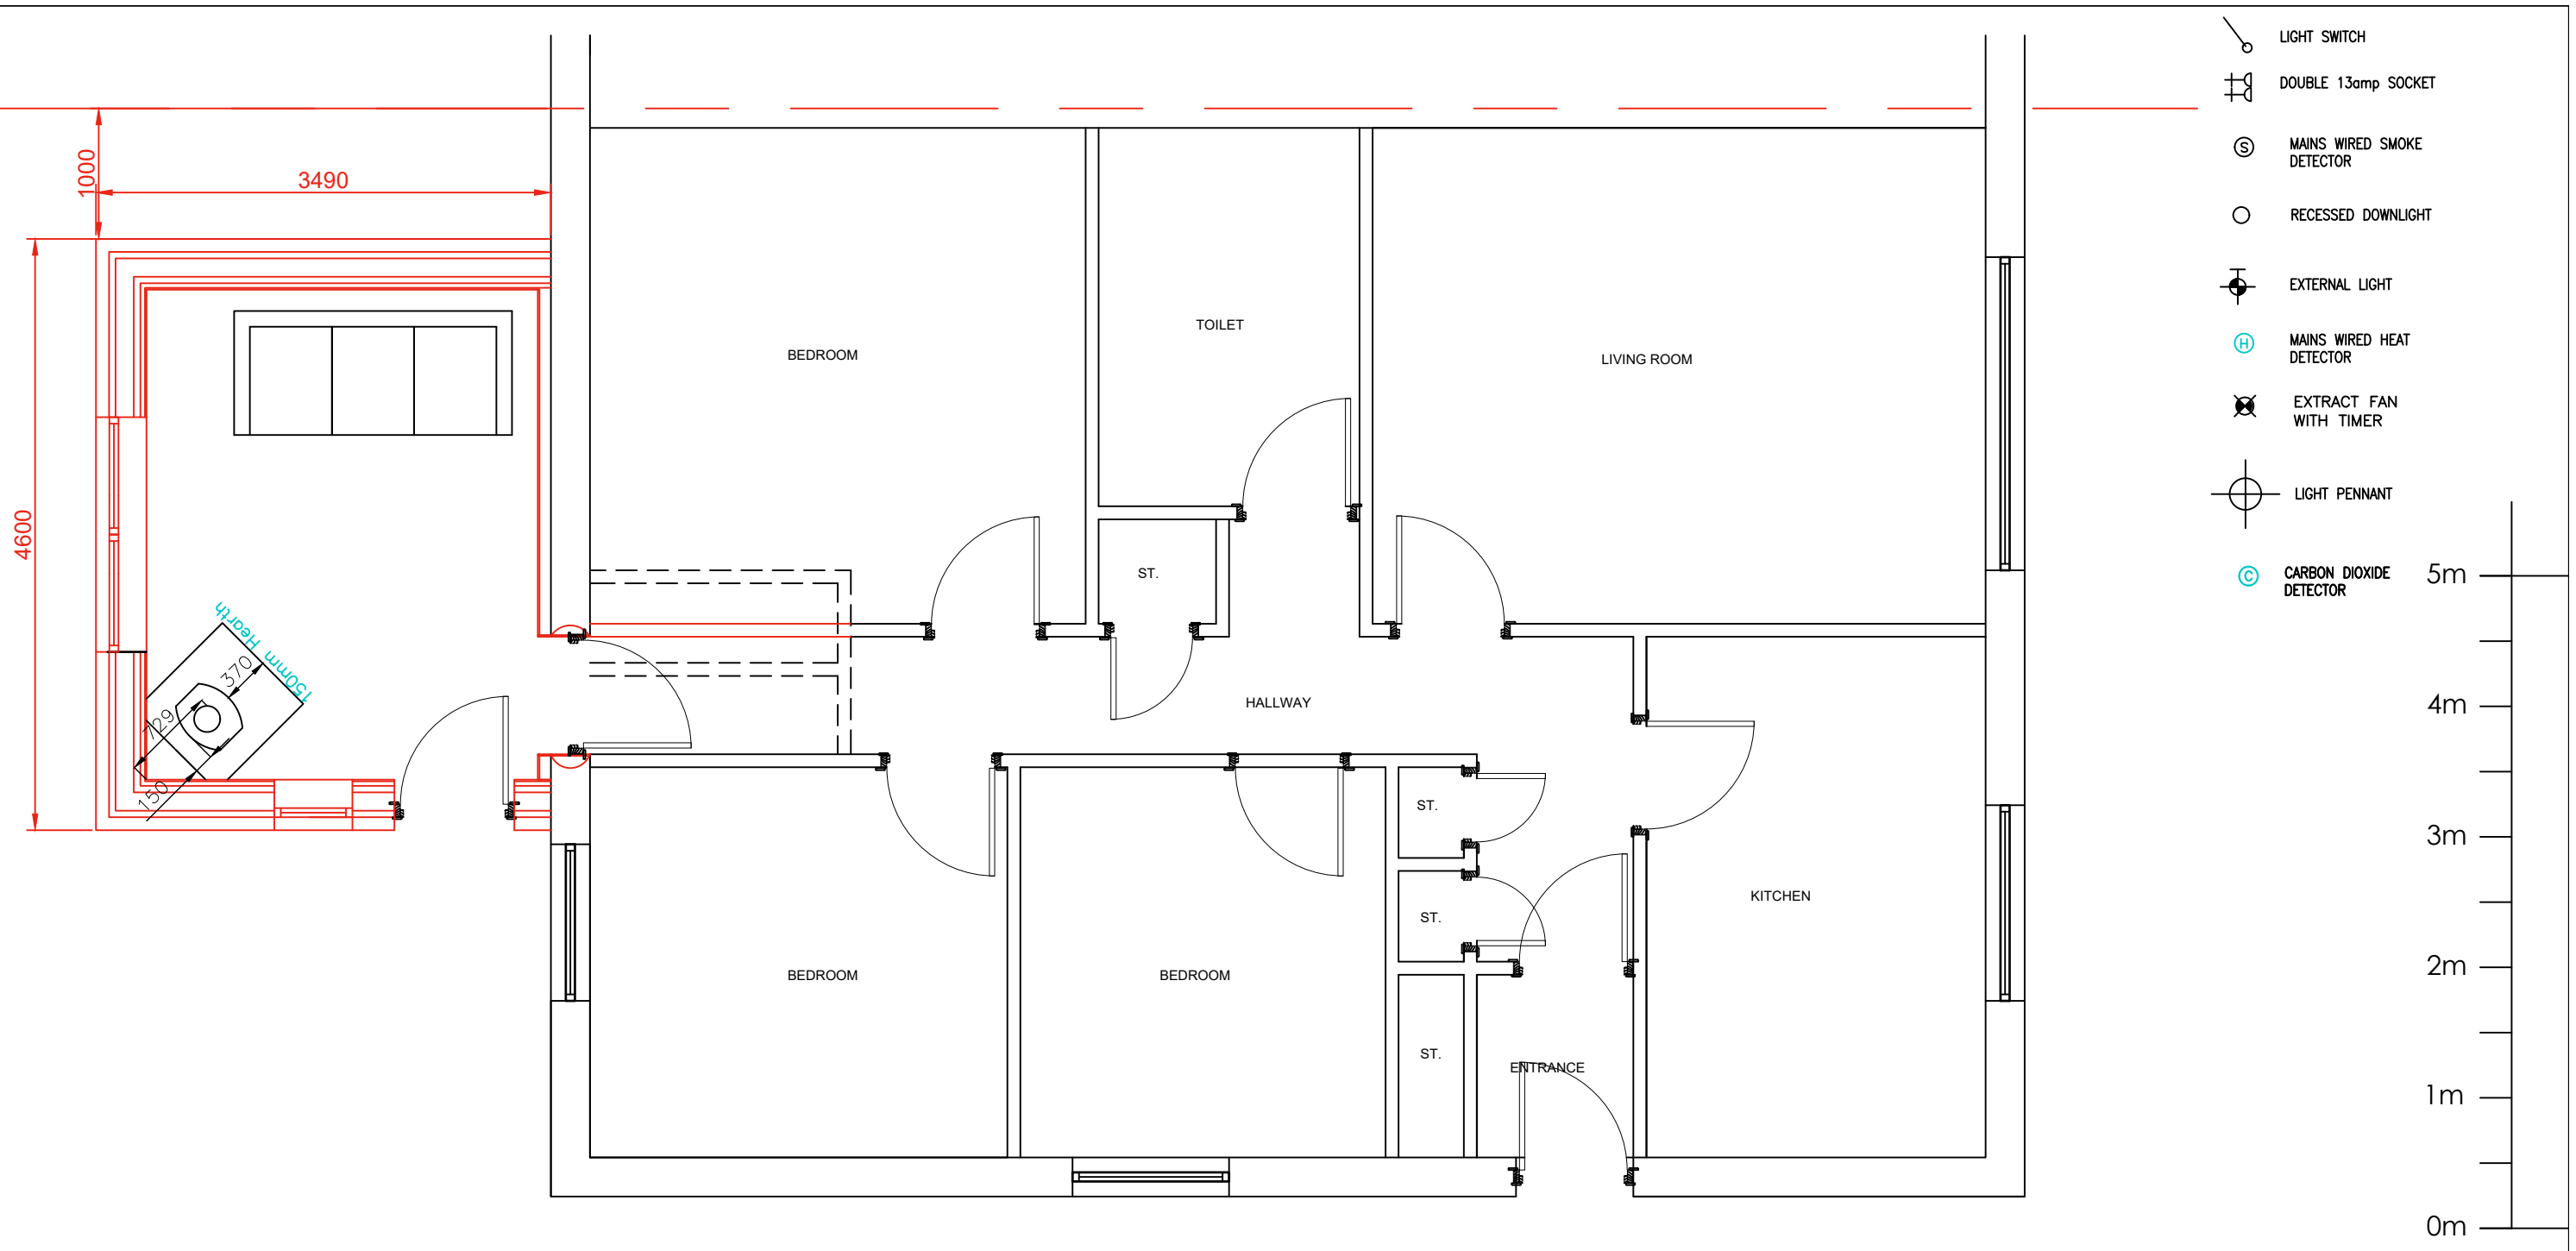 LIGHT SWITCH
DOUBLE 13amp SOCKET
S
MAINS WIRED SMOKE
DETECTOR
RECESSED DOWNLIGHT
EXTERNAL LIGHT
H
MAINS WIRED HEAT
DETECTOR
EXTRACT FAN
WITH TIMER
LIGHT PENNANT
C
CARBON DIOXIDE
DETECTOR
1000
3490
4600
150mm Hearth
370
729
150
BEDROOM
TOILET
LIVING ROOM
ST.
HALLWAY
ST.
ST.
KITCHEN
BEDROOM
BEDROOM
ST.
ENTRANCE
5m
4m
3m
2m
1m
0m